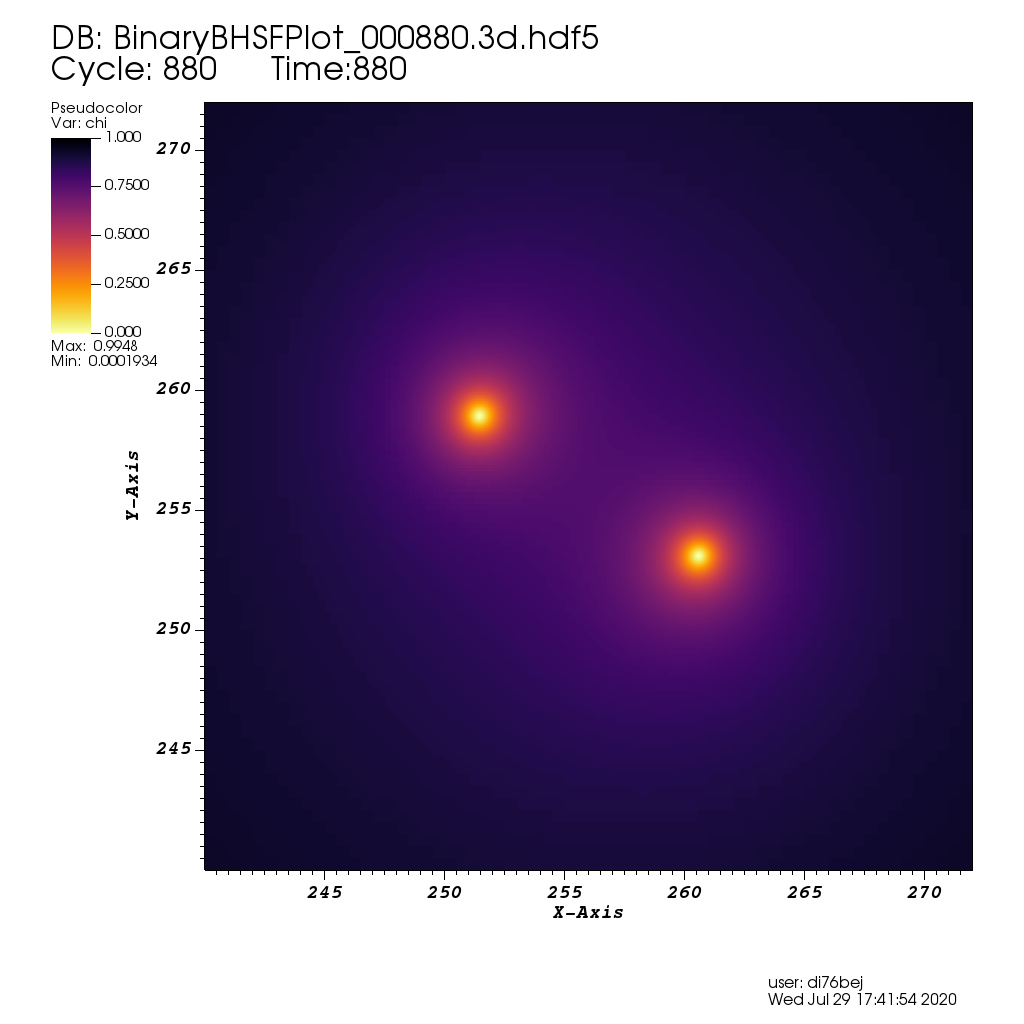 DB: BinaryBHSFPlot_000880.3d.hdf5
Cycle: 880 Time:880
Pseudocolor
Var: chi
1.000
0.7500
0.5000
0.2500
0.000
Max: 0.9948
Min: 0.0001934
270
265
260
255
250
245
Y-Axis
245 250 255 260 265 270
X-Axis
user: di76bej
Wed Jul 29 17:41:54 2020